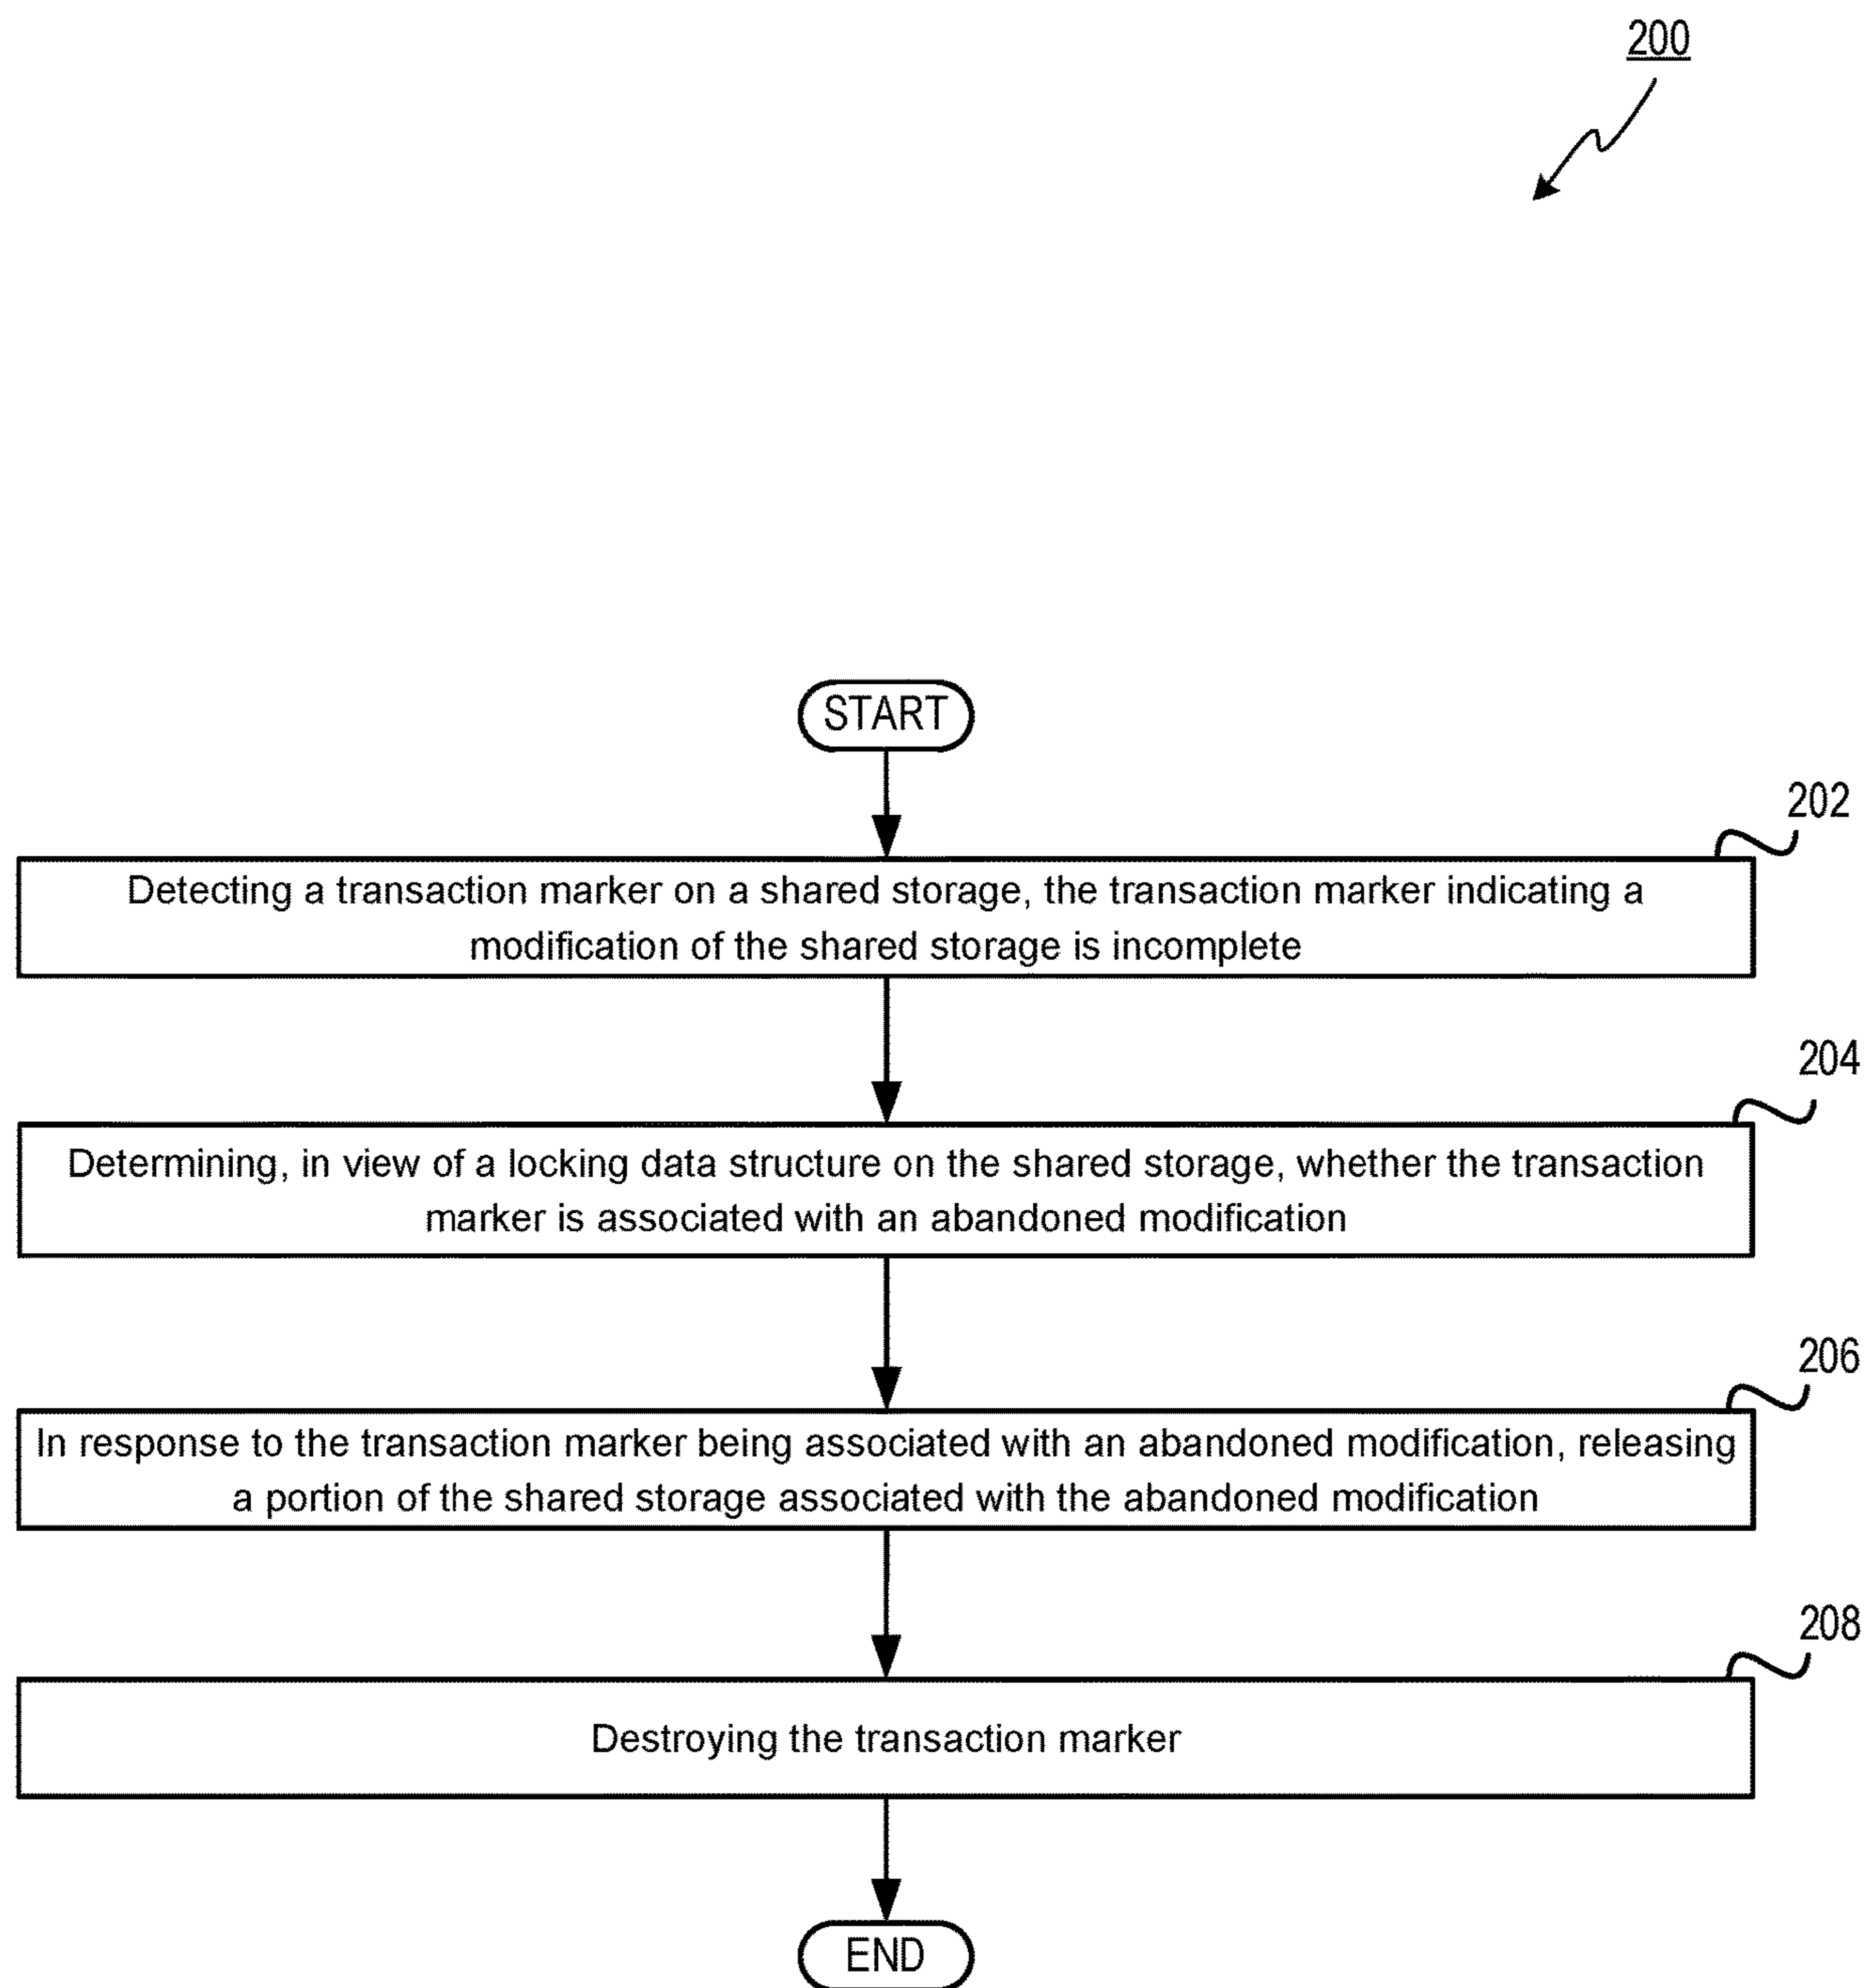 200
START
202
Detecting a transaction marker on a shared storage, the transaction marker indicating a
modification of the shared storage is incomplete
204
Determining, in view of a locking data structure on the shared storage, whether the transaction
marker is associated with an abandoned modification
206
In response to the transaction marker being associated with an abandoned modification, releasing
a portion of the shared storage associated with the abandoned modification
208
Destroying the transaction marker
END